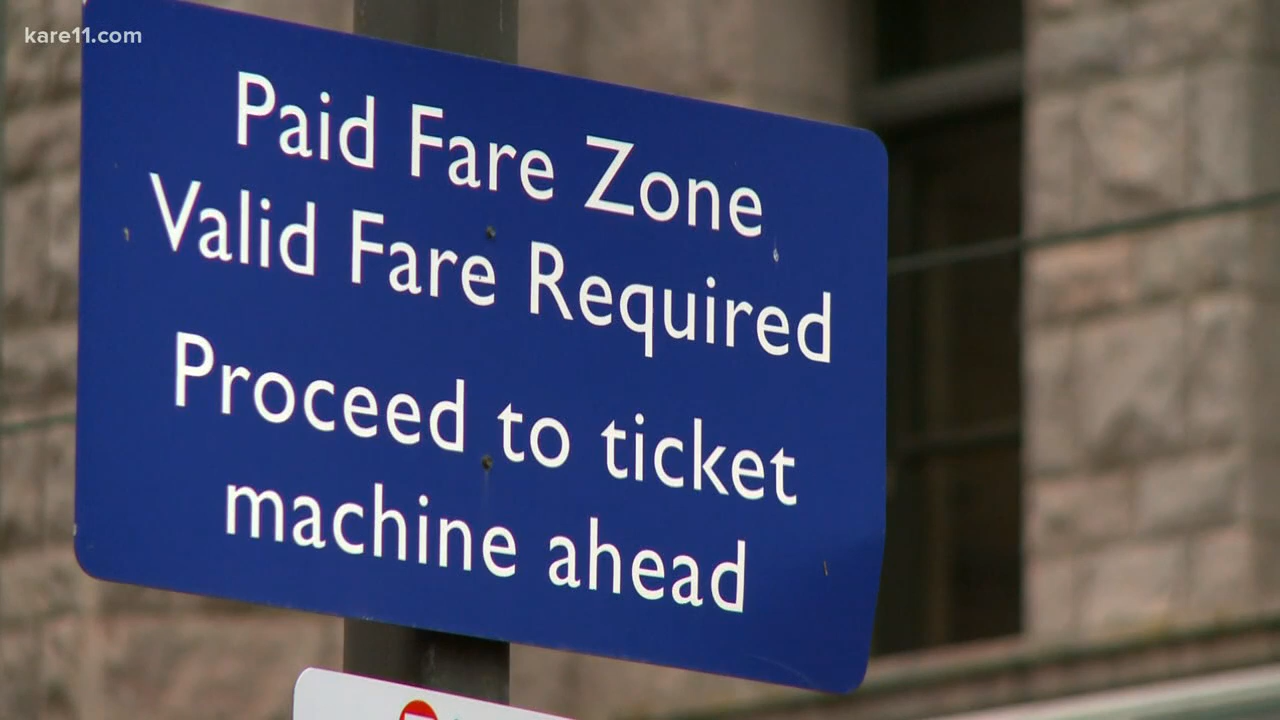 kare11.com
Paid Fare Zone
Valid Fare Required
Proceed to ticket
machine ahead